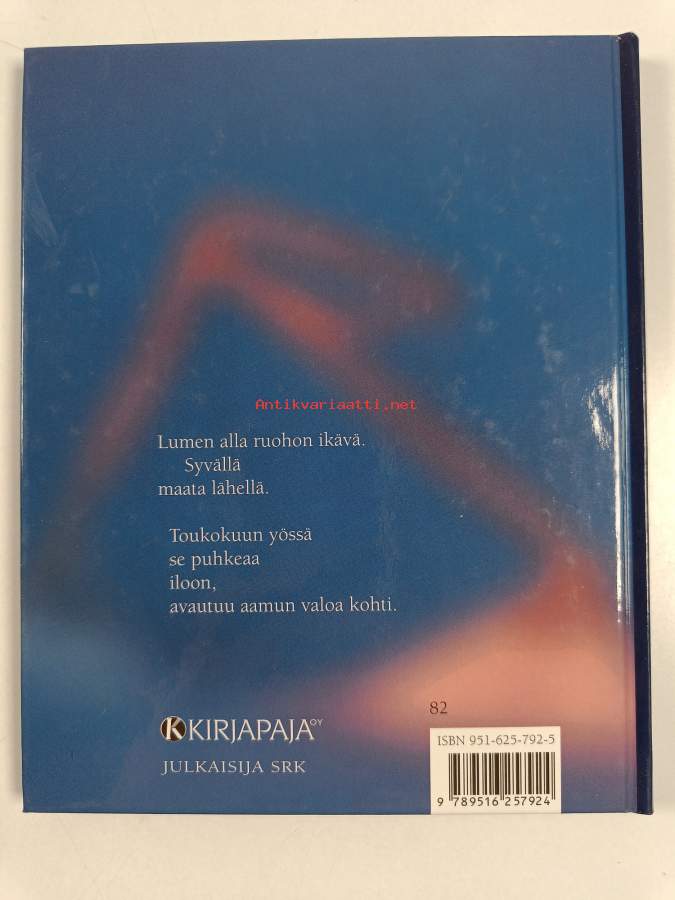 Antikvariaatti.net
Lumen alla ruohon ikävä.
Syvällä
maata lähellä.
Toukokuun yössä
se puhkeaa
iloon,
avautuu aamun valoa kohti.
82
K KIRJAPAJA OY
JULKAISIJA SRK
ISBN 951-625-792-5
9 789516 257924